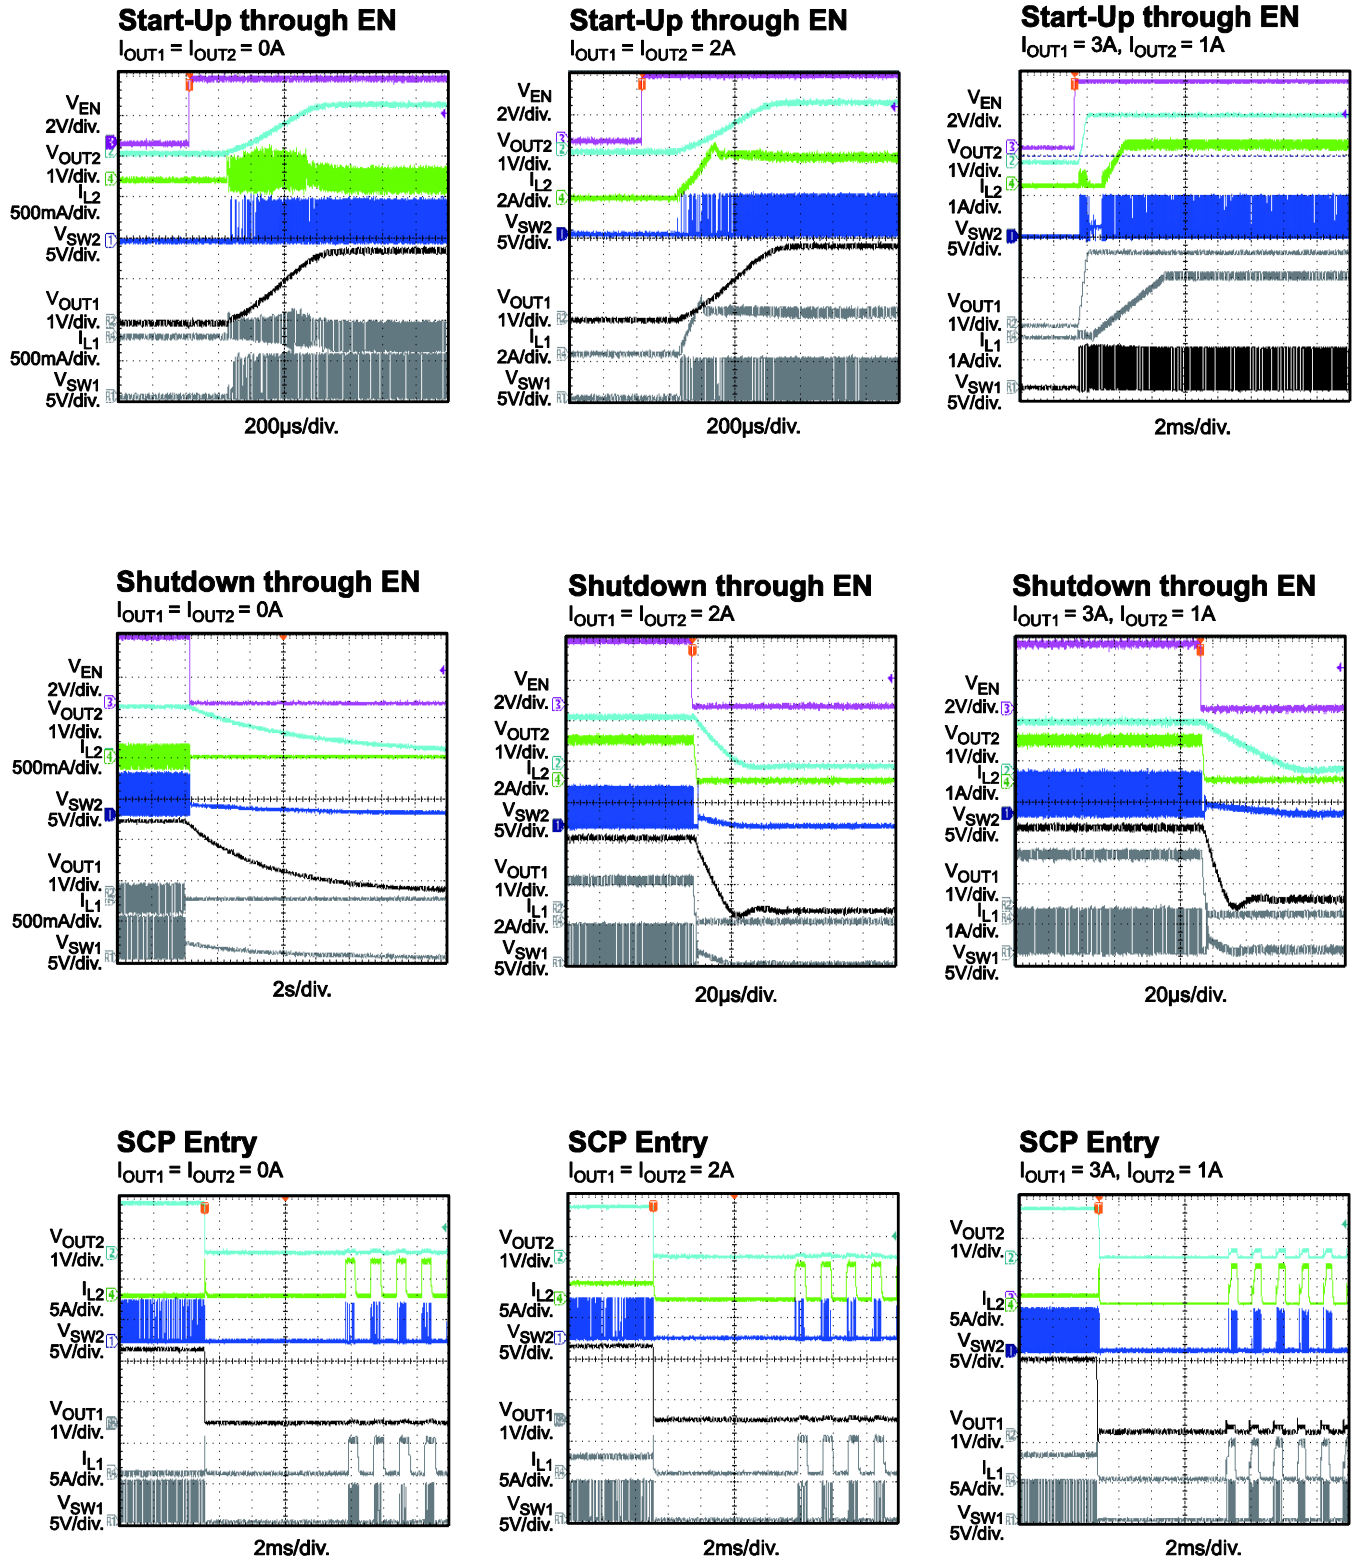 Start-Up through EN
IOUT1 = IOUT2 = 0A
VEN
2V/div.
VOUT2
1V/div.
IL2
500mA/div.
VSW2
5V/div.
VOUT1
1V/div.
IL1
500mA/div.
VSW1
5V/div.
200µs/div.
Start-Up through EN
IOUT1 = IOUT2 = 2A
VEN
2V/div.
VOUT2
1V/div.
IL2
2A/div.
VSW2
5V/div.
VOUT1
1V/div.
IL1
2A/div.
VSW1
5V/div.
200µs/div.
Start-Up through EN
IOUT1 = 3A, IOUT2 = 1A
VEN
2V/div.
VOUT2
1V/div.
IL2
1A/div.
VSW2
5V/div.
VOUT1
1V/div.
IL1
1A/div.
VSW1
5V/div.
2ms/div.
Shutdown through EN
IOUT1 = IOUT2 = 0A
VEN
2V/div.
VOUT2
1V/div.
IL2
500mA/div.
VSW2
5V/div.
VOUT1
1V/div.
IL1
500mA/div.
VSW1
5V/div.
2s/div.
Shutdown through EN
IOUT1 = IOUT2 = 2A
VEN
2V/div.
VOUT2
1V/div.
IL2
2A/div.
VSW2
5V/div.
VOUT1
1V/div.
IL1
2A/div.
VSW1
5V/div.
20µs/div.
Shutdown through EN
IOUT1 = 3A, IOUT2 = 1A
VEN
2V/div.
VOUT2
1V/div.
IL2
1A/div.
VSW2
5V/div.
VOUT1
1V/div.
IL1
1A/div.
VSW1
5V/div.
20µs/div.
SCP Entry
IOUT1 = IOUT2 = 0A
VOUT2
1V/div.
IL2
5A/div.
VSW2
5V/div.
VOUT1
1V/div.
IL1
5A/div.
VSW1
5V/div.
2ms/div.
SCP Entry
IOUT1 = IOUT2 = 2A
VOUT2
1V/div.
IL2
5A/div.
VSW2
5V/div.
VOUT1
1V/div.
IL1
5A/div.
VSW1
5V/div.
2ms/div.
SCP Entry
IOUT1 = 3A, IOUT2 = 1A
VOUT2
1V/div.
IL2
5A/div.
VSW2
5V/div.
VOUT1
1V/div.
IL1
5A/div.
VSW1
5V/div.
2ms/div.